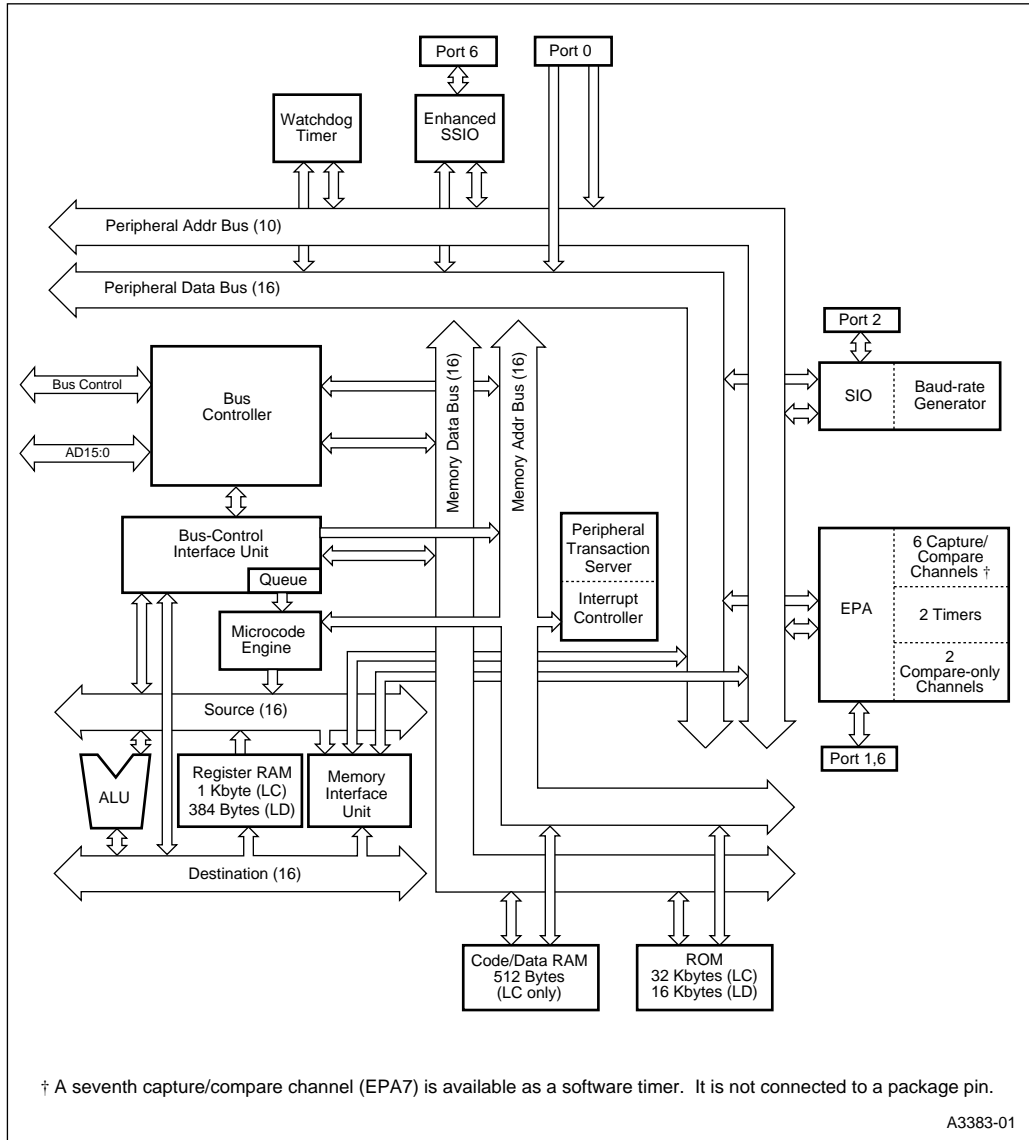 Port 6
Port 0
Watchdog
Timer
Enhanced
SSIO
Peripheral Addr Bus (10)
Peripheral Data Bus (16)
Port 2
Bus Control
Bus
Controller
Memory Data Bus (16)
Memory Addr Bus (16)
SIO
Baud-rate
Generator
AD15:0
Bus-Control
Interface Unit
Queue
Peripheral
Transaction
Server
Interrupt
Controller
6 Capture/
Compare
Channels †
EPA
2 Timers
2
Compare-only
Channels
Microcode
Engine
Source (16)
Port 1,6
ALU
Register RAM
1 Kbyte (LC)
384 Bytes (LD)
Memory
Interface
Unit
Destination (16)
Code/Data RAM
512 Bytes
(LC only)
ROM
32 Kbytes (LC)
16 Kbytes (LD)
† A seventh capture/compare channel (EPA7) is available as a software timer. It is not connected to a package pin.
A3383-01